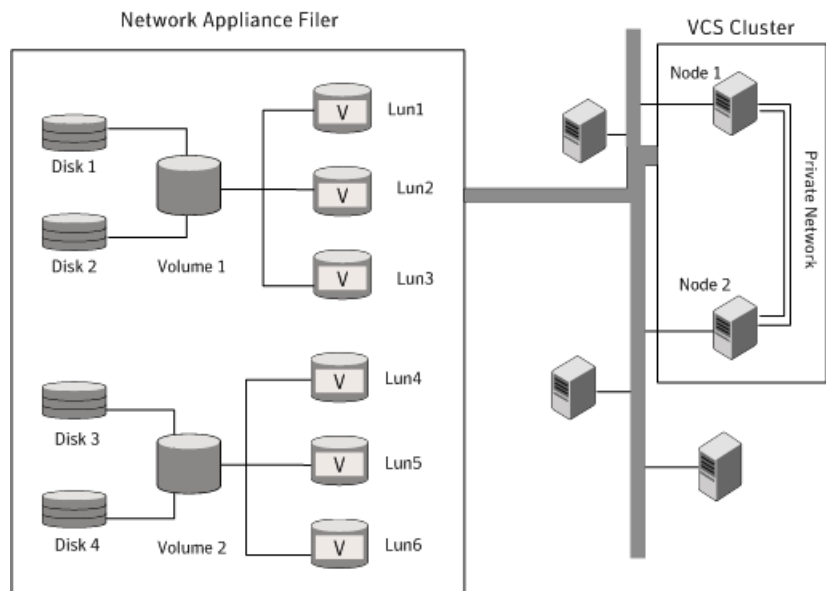 Network Appliance Filer
VCS Cluster
Node 1
V
Lun1
Disk 1
V
Lun2
Disk 2
Volume 1
V
Lun3
Private Network
Node 2
V
Lun4
Disk 3
V
Lun5
Disk 4
Volume 2
V
Lun6